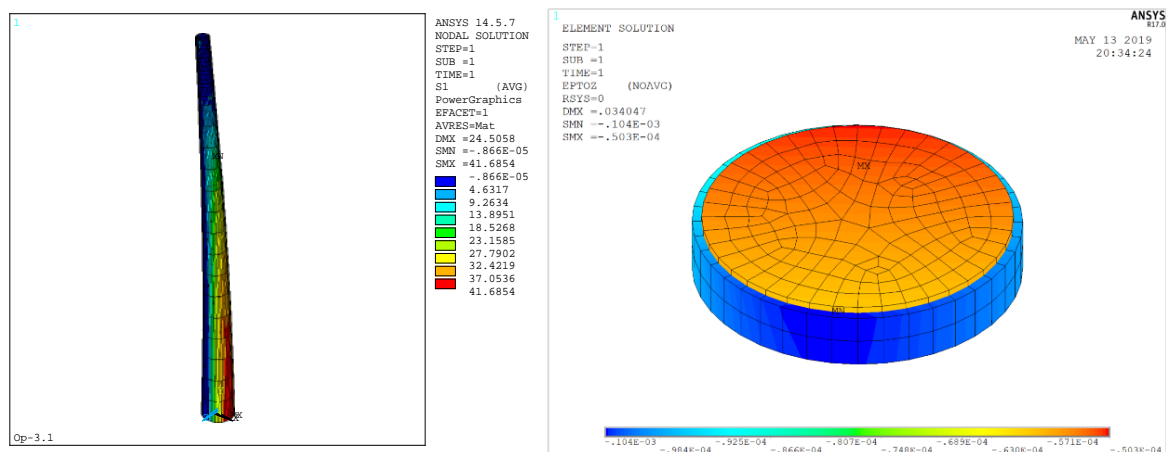 1
ANSYS 14.5.7
NODAL SOLUTION
STEP=1
SUB =1
TIME=1
S1 (AVG)
PowerGraphics
EFACET=1
AVRES=Mat
DMX =24.5058
SMN =-.866E-05
SMX =41.6854
-.866E-05
4.6317
9.2634
13.8951
18.5268
23.1585
27.7902
32.4219
37.0536
41.6854
MN
Op-3.1
1
ANSYS
R17.0
ELEMENT SOLUTION
MAY 13 2019
20:34:24
STEP=1
SUB =1
TIME=1
EPTOZ (NOAVG)
RSYS=0
DMX =.034047
SMN =-.104E-03
SMX =-.503E-04
MX
MN
-.104E-03 -.925E-04 -.807E-04 -.689E-04 -.571E-04
-.984E-04 -.866E-04 -.748E-04 -.630E-04 -.503E-04